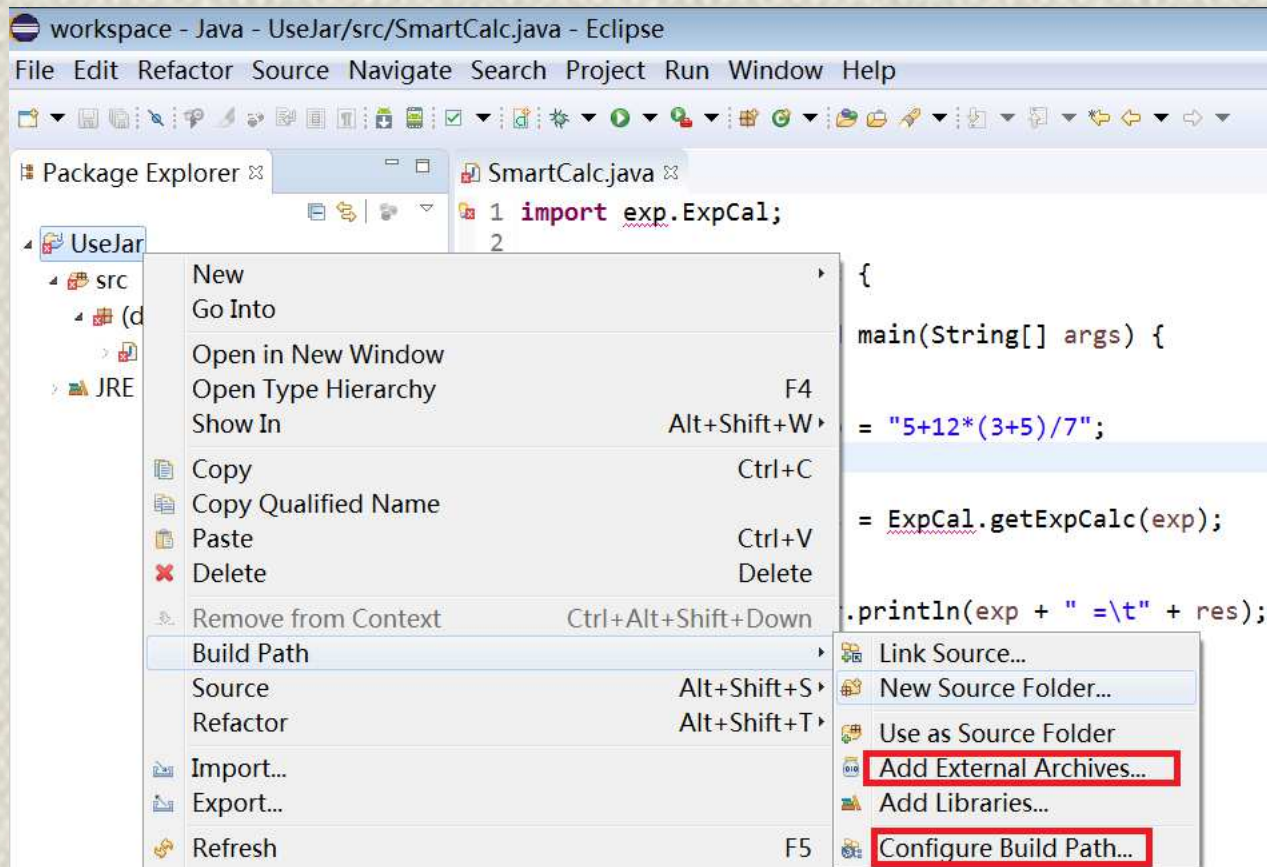 workspace - Java - UseJar/src/SmartCalc.java - Eclipse
File Edit Refactor Source Navigate Search Project Run Window Help
Package Explorer
SmartCalc.java
1 import exp.ExpCal;
2
UseJar
src
(d
JRE
{
main(String[] args) {
= "5+12*(3+5)/7";
= ExpCal.getExpCalc(exp);
.println(exp + " =\t" + res);
New
Go Into
Open in New Window
Open Type Hierarchy F4
Show In Alt+Shift+W
Copy Ctrl+C
Copy Qualified Name
Paste Ctrl+V
Delete Delete
Remove from Context Ctrl+Alt+Shift+Down
Build Path
Source Alt+Shift+S
Refactor Alt+Shift+T
Import...
Export...
Refresh F5
Link Source...
New Source Folder...
Use as Source Folder
Add External Archives...
Add Libraries...
Configure Build Path...